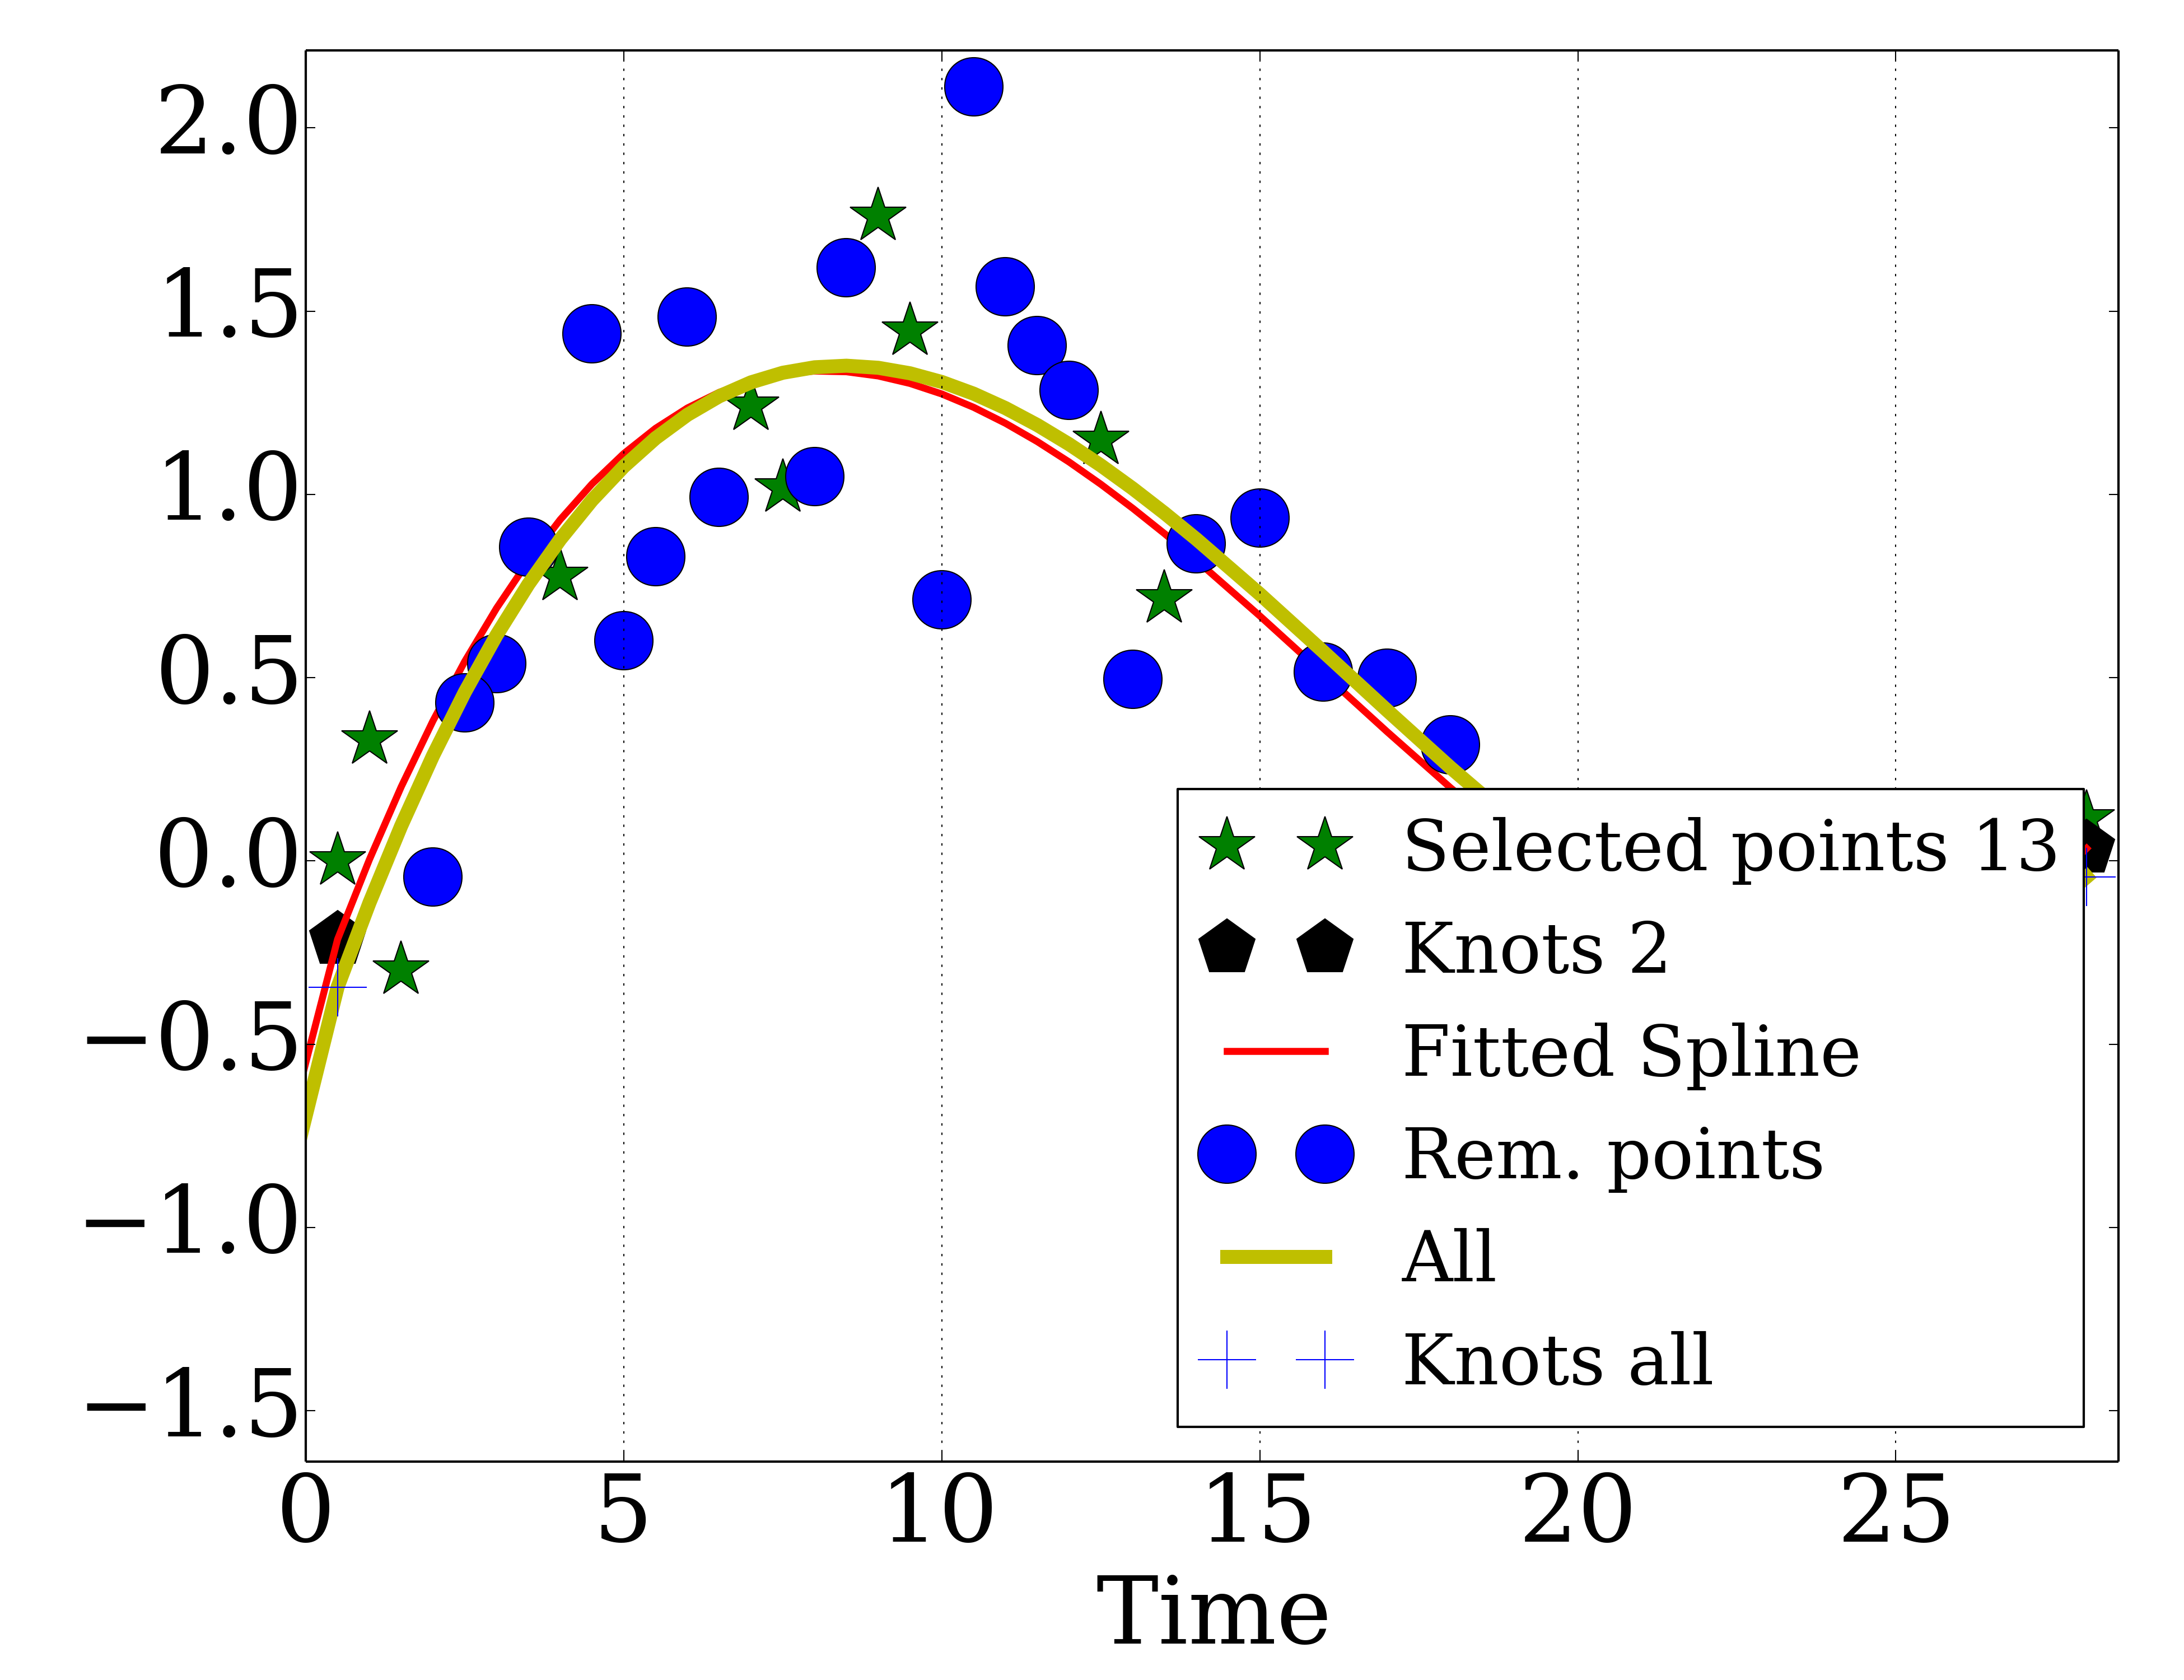 2.0
1.5
1.0
0.5
0.0
−0.5
−1.0
−1.5
Selected points 13
Knots 2
Fitted Spline
Rem. points
All
Knots all
0 5 10 15 20 25
Time